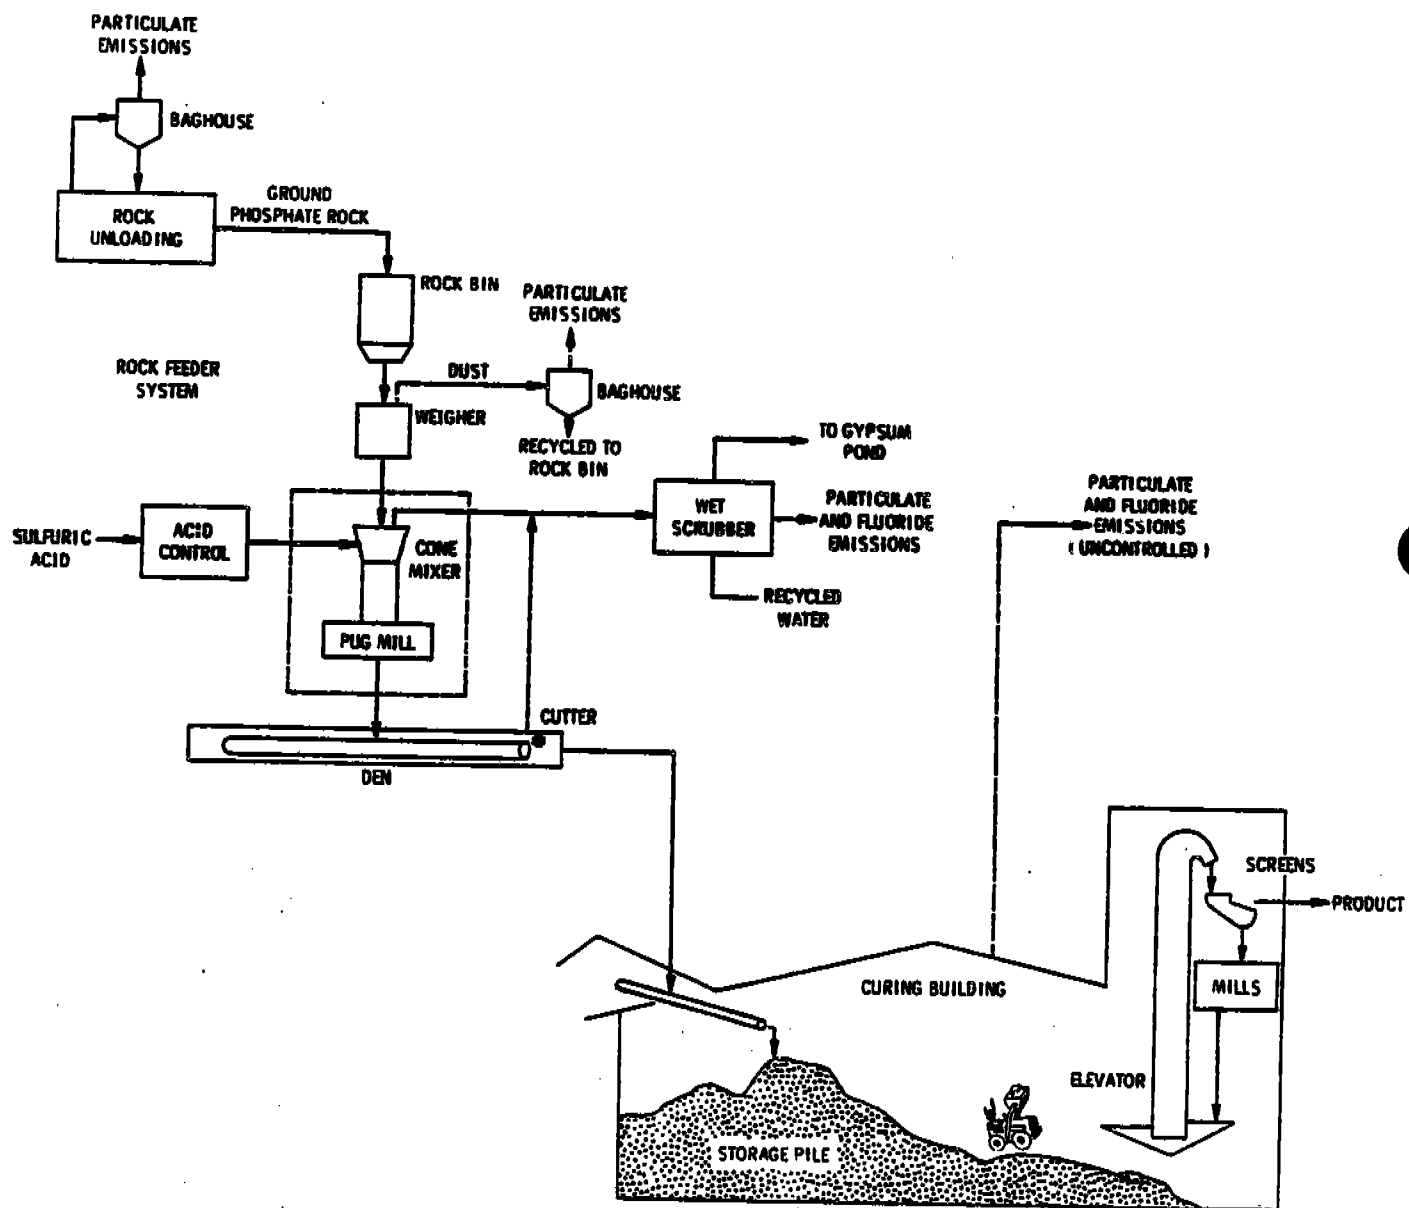 PARTICULATE
EMISSIONS
BAGHOUSE
ROCK
UNLOADING
GROUND
PHOSPHATE ROCK
ROCK BIN
PARTICULATE
EMISSIONS
ROCK FEEDER
SYSTEM
DUST
BAGHOUSE
WEIGHER
RECYCLED TO
ROCK BIN
TO GYPSUM
POND
SULFURIC
ACID
ACID
CONTROL
CONE
MIXER
WET
SCRUBBER
PARTICULATE
AND FLUORIDE
EMISSIONS
PARTICULATE
AND FLUORIDE
EMISSIONS
(UNCONTROLLED)
RECYCLED
WATER
PUG MILL
CUTTER
DEN
SCREENS
PRODUCT
CURING BUILDING
MILLS
ELEVATOR
STORAGE PILE